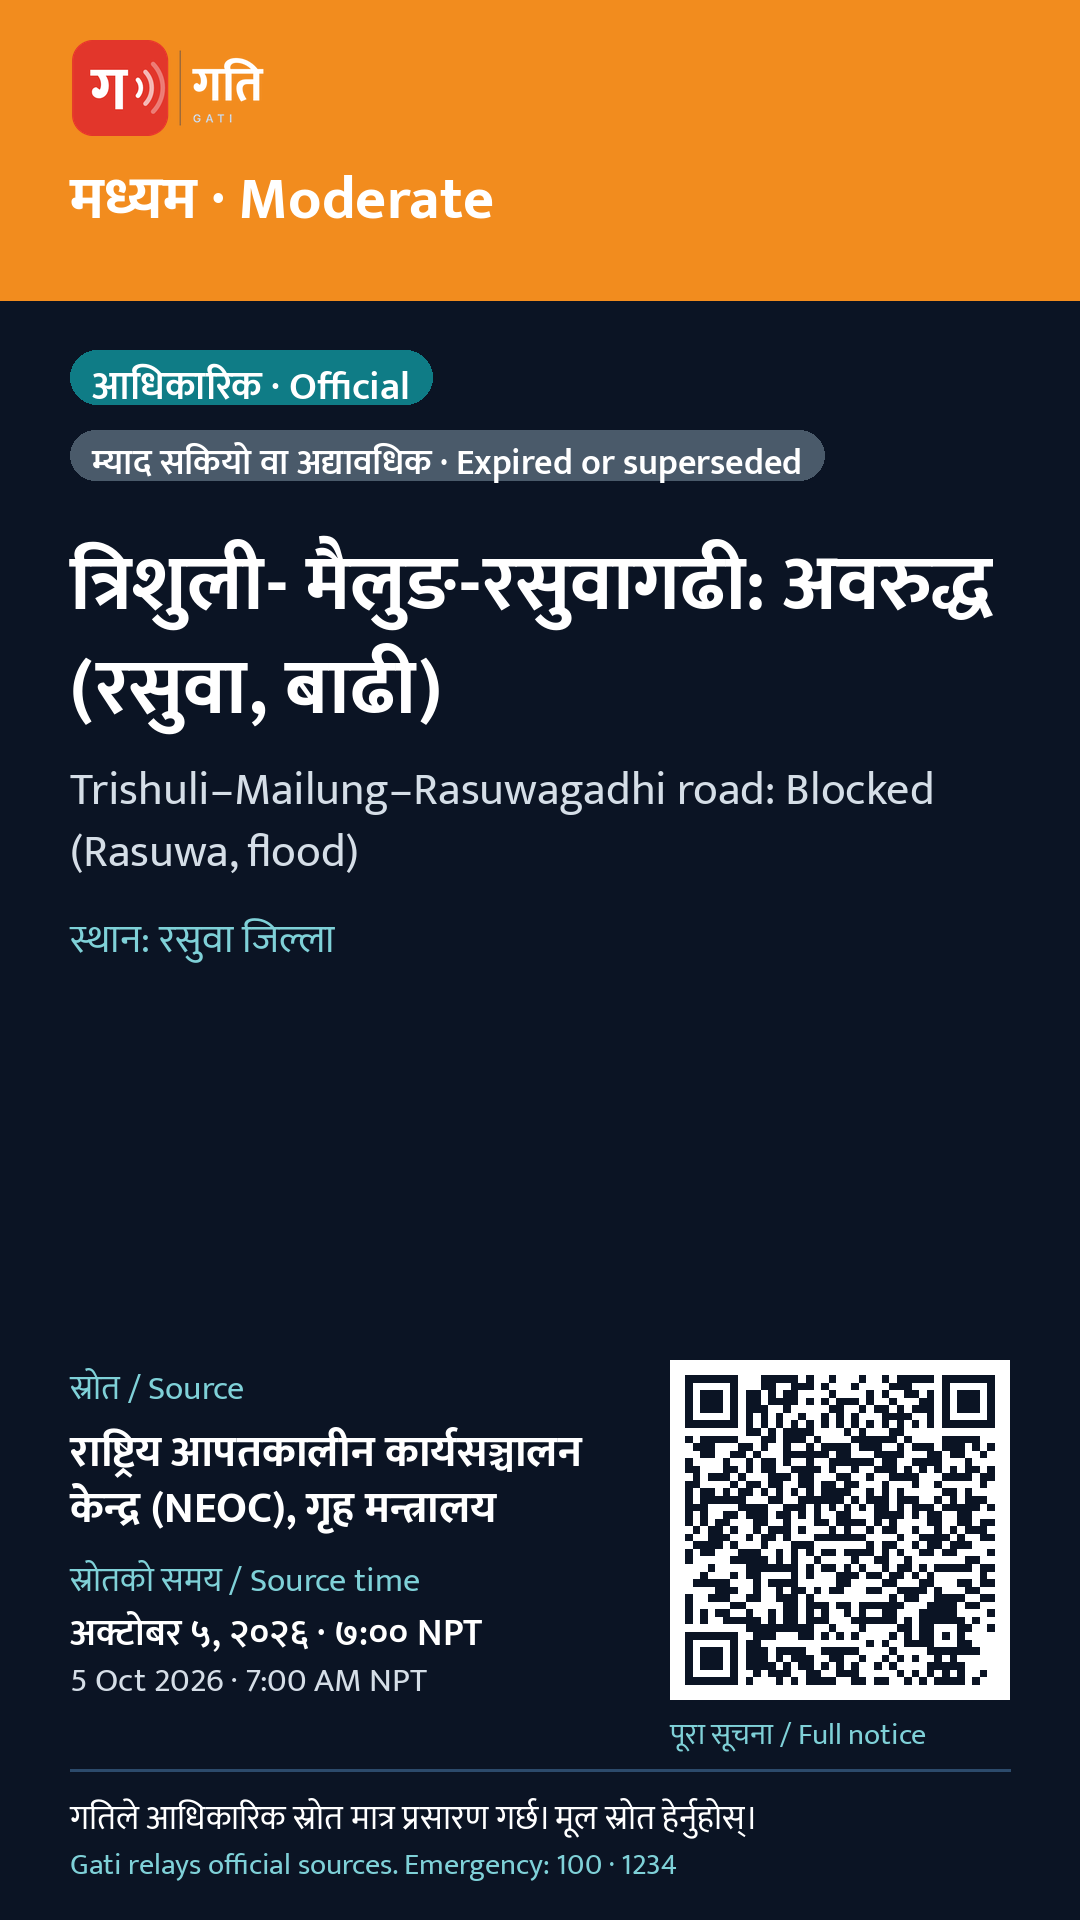 ग
गति
GATI
मध्यम · Moderate
आधिकारिक · Official
म्याद सकियो वा अद्यावधिक · Expired or superseded
त्रिशुली- मैलुङ-रसुवागढी: अवरुद्ध
(रसुवा, बाढी)
Trishuli–Mailung–Rasuwagadhi road: Blocked
(Rasuwa, flood)
स्थान: रसुवा जिल्ला
स्रोत / Source
राष्ट्रिय आपतकालीन कार्यसञ्चालन
केन्द्र (NEOC), गृह मन्त्रालय
स्रोतको समय / Source time
अक्टोबर ५, २०२६ · ७:०० NPT
5 Oct 2026 · 7:00 AM NPT
पूरा सूचना / Full notice
गतिले आधिकारिक स्रोत मात्र प्रसारण गर्छ। मूल स्रोत हेर्नुहोस्।
Gati relays official sources. Emergency: 100 · 1234